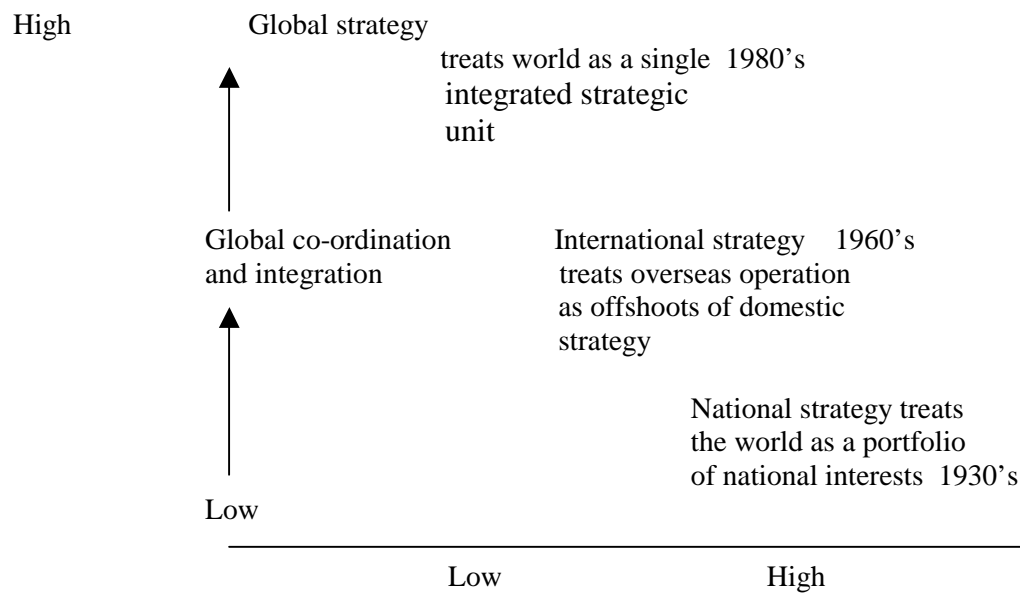 High Global strategy
treats world as a single 1980’s
integrated strategic
unit
Global co-ordination
and integration
International strategy 1960’s
treats overseas operation
as offshoots of domestic
strategy
National strategy treats
the world as a portfolio
of national interests 1930’s
Low
Low High